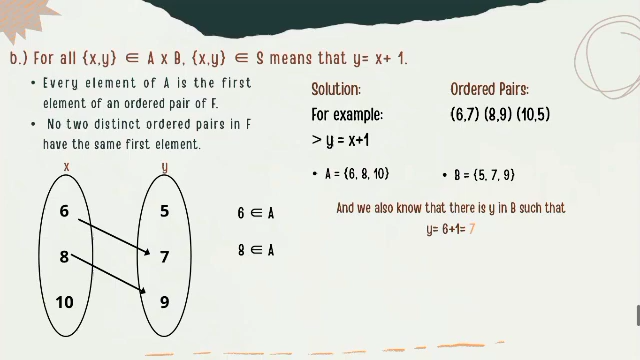 b.) For all {x,y} ∈ A x B, {x,y} ∈ S means that y= x+ 1.
• Every element of A is the first
element of an ordered pair of F.
• No two distinct ordered pairs in F
have the same first element.
x y
6 5
8 7
10 9
6 ∈ A
8 ∈ A
Solution:
For example:
> y = x+1
• A = {6, 8, 10}
Ordered Pairs:
(6,7) (8,9) (10,5)
• B = {5, 7, 9}
And we also know that there is y in B such that
y= 6+1= 7